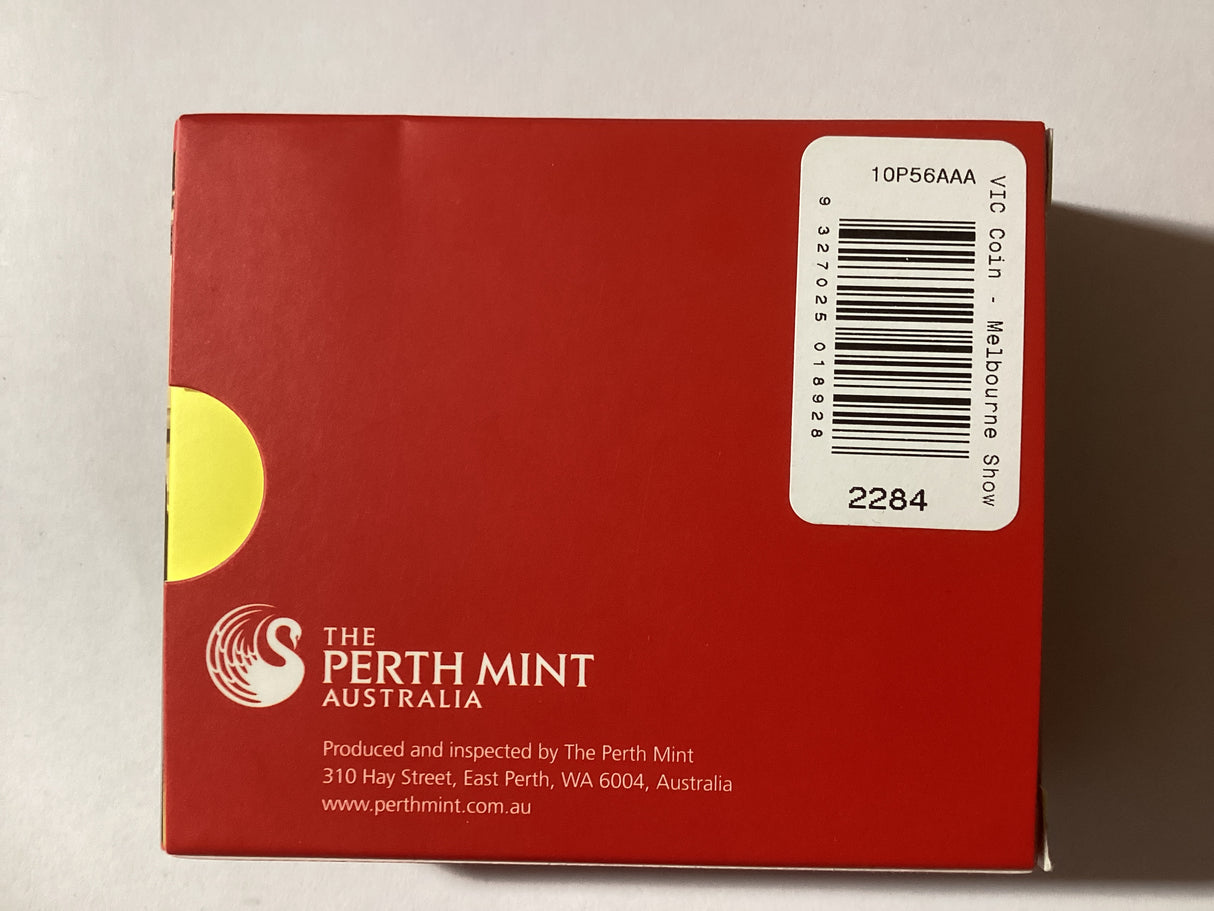 10P56AAA
VIC Coin - Melbourne Show
9 327025 018928
2284
THE
PERTH MINT
AUSTRALIA
Produced and inspected by The Perth Mint
310 Hay Street, East Perth, WA 6004, Australia
www.perthmint.com.au